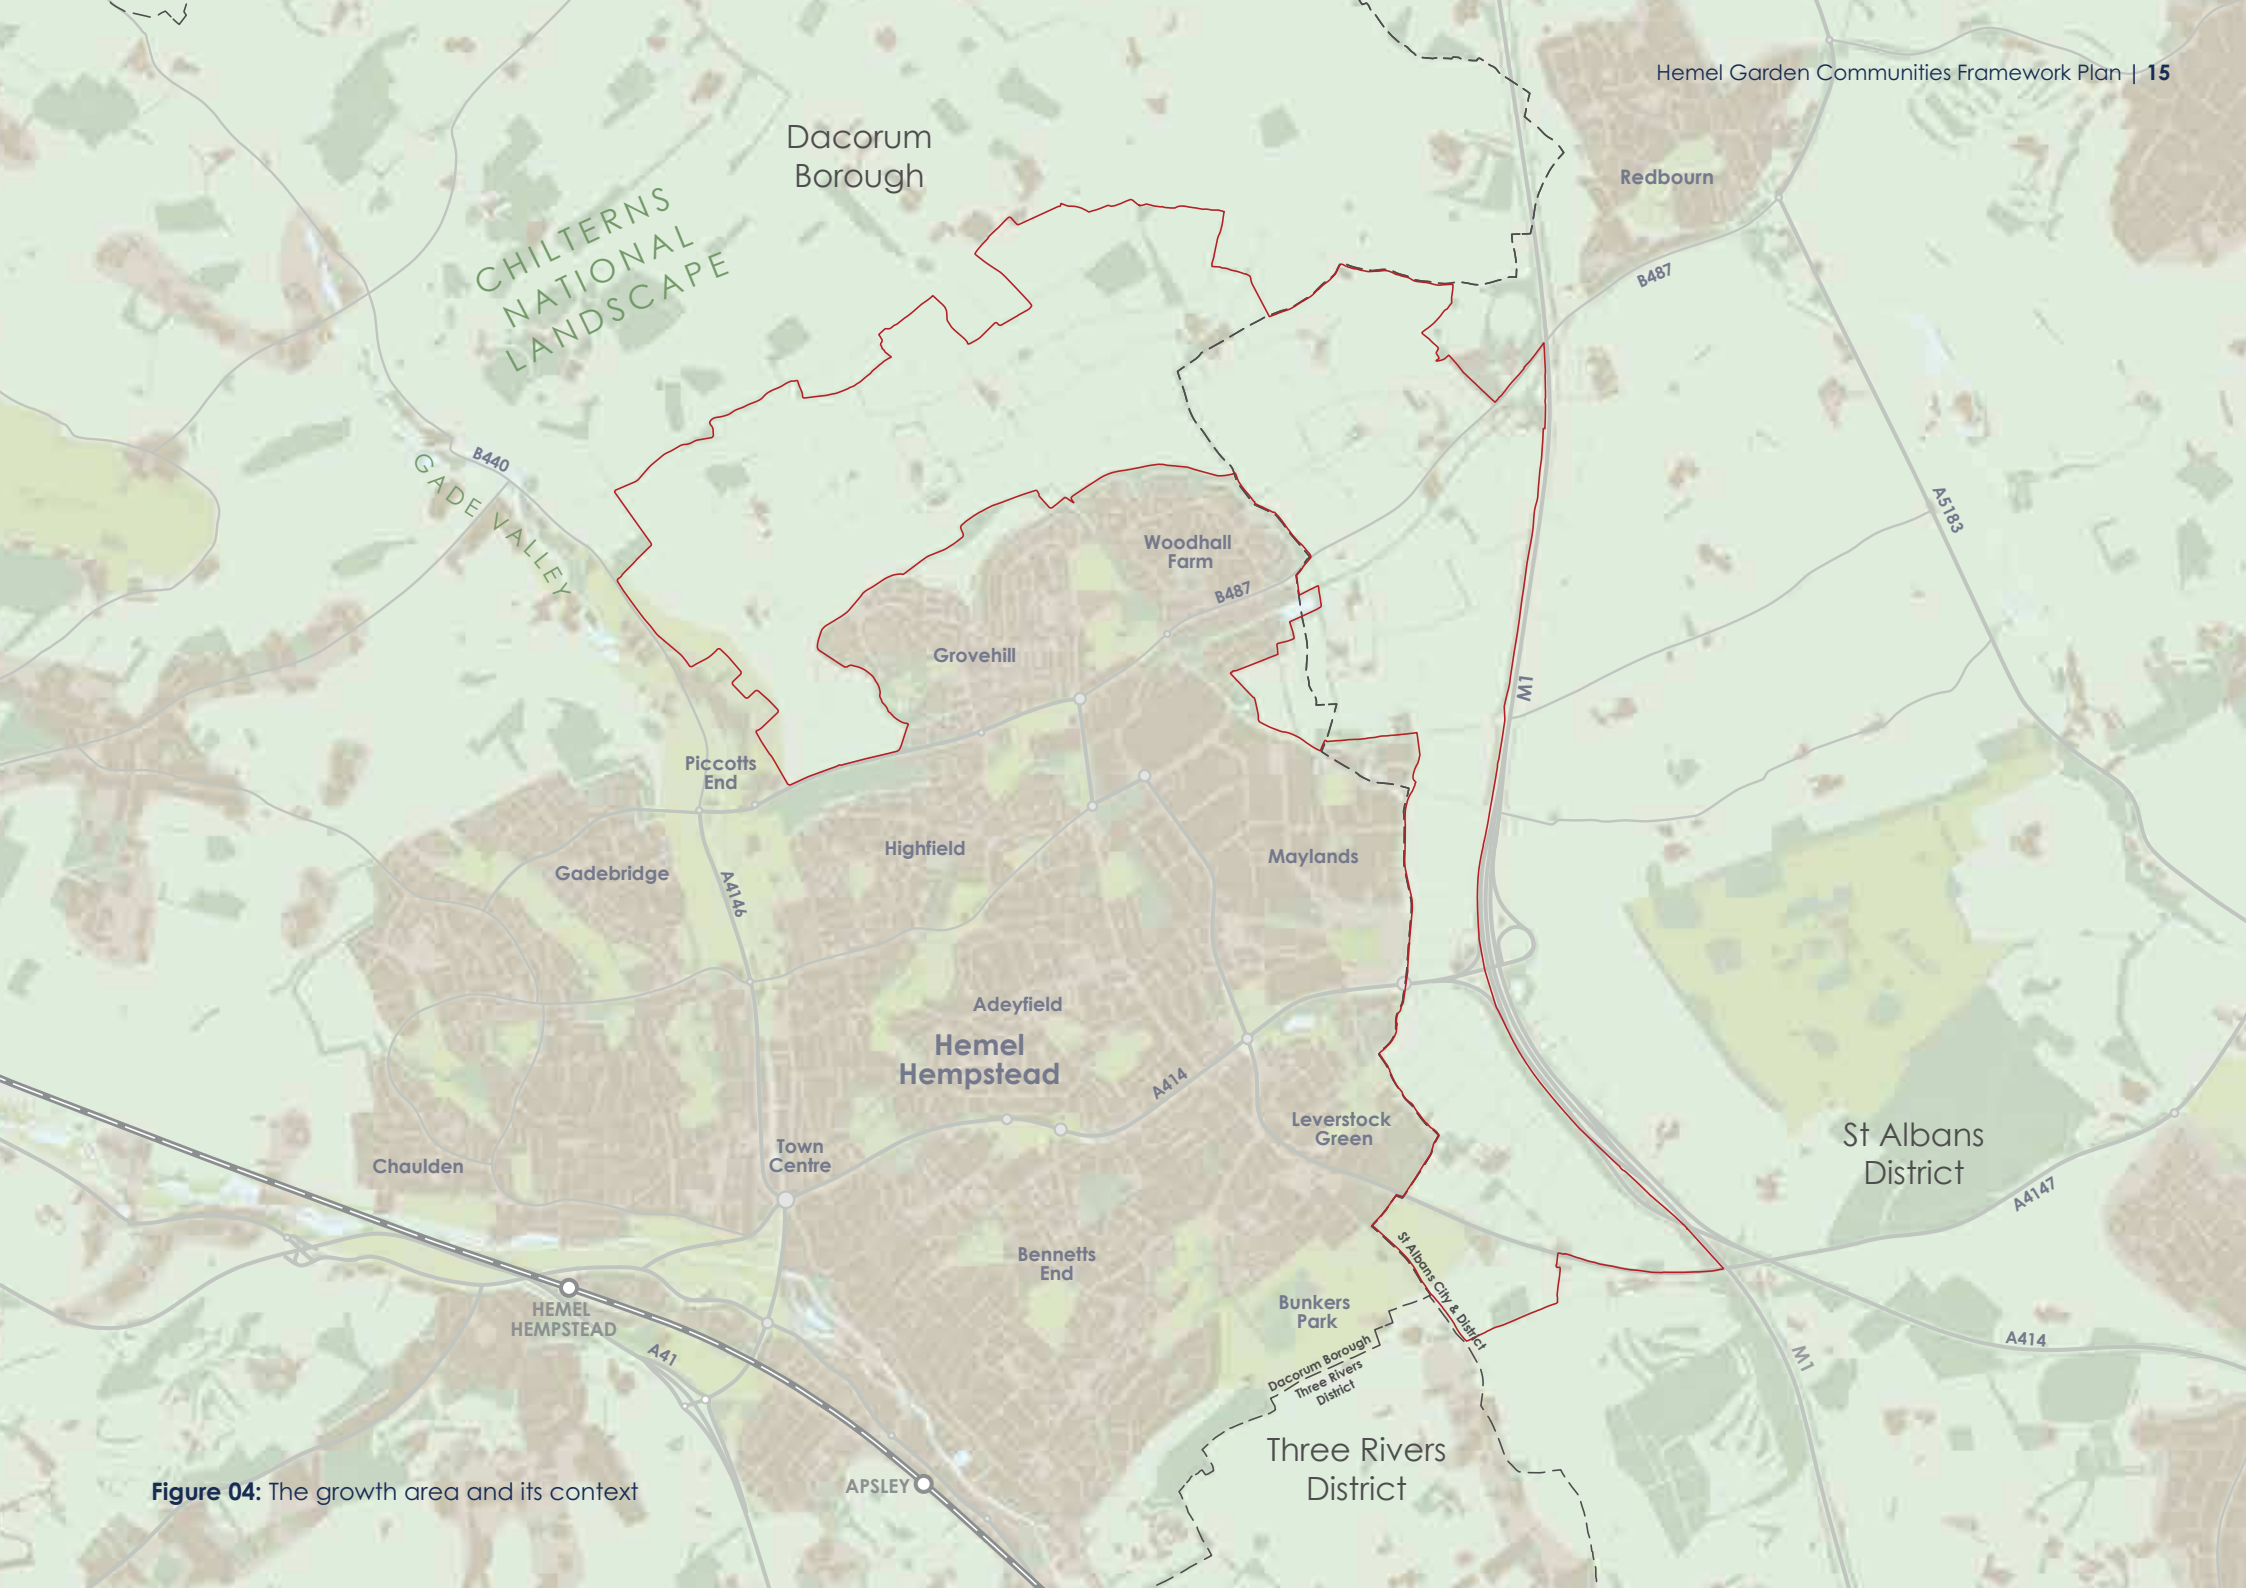 Hemel Garden Communities Framework Plan | 15
Dacorum
Borough
Redbourn
CHILTERNS
NATIONAL
LANDSCAPE
B487
B440
GADE VALLEY
A5183
Woodhall
Farm
B487
Grovehill
M1
Piccotts
End
Highfield
Maylands
Gadebridge
A4146
Adeyfield
Hemel
Hempstead
A414
Leverstock
Green
St Albans
District
Town
Centre
Chaulden
A4147
Bennetts
End
St Albans City & District
Bunkers
Park
HEMEL
HEMPSTEAD
A41
Dacorum Borough
Three Rivers
District
A414
M1
Three Rivers
District
APSLEY
Figure 04: The growth area and its context